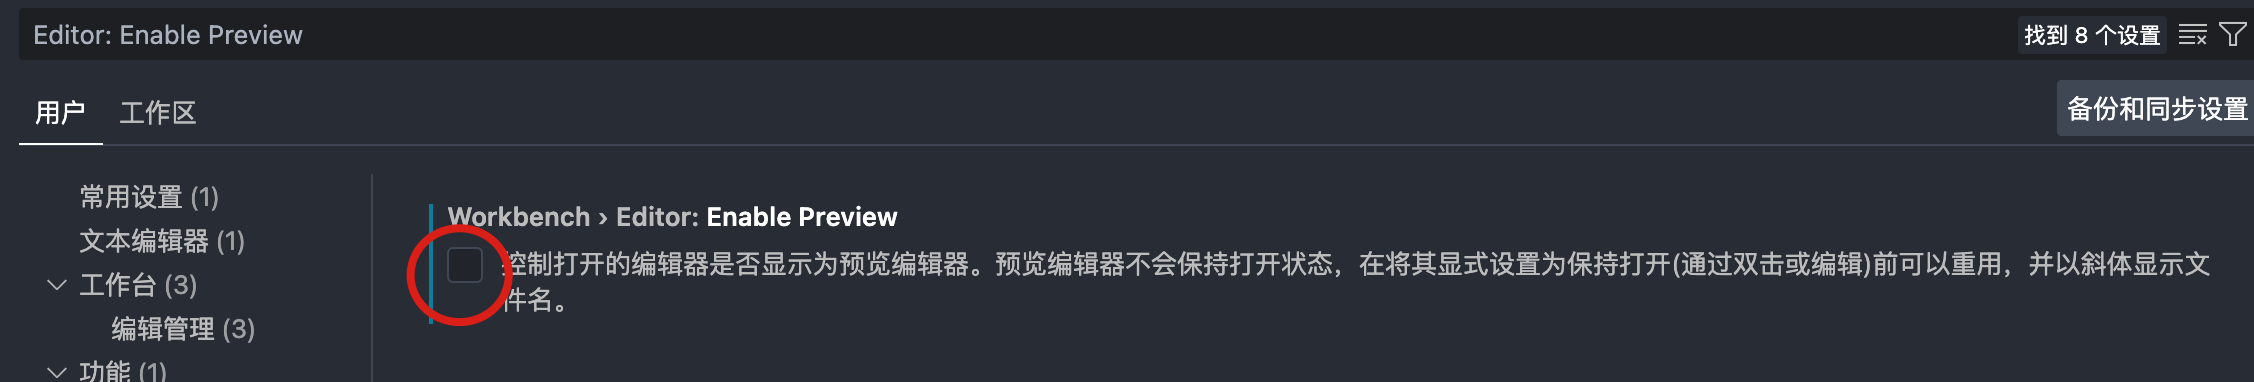 Editor: Enable Preview
找到 8 个设置
用户 工作区
备份和同步设置
常用设置 (1)
文本编辑器 (1)
工作台 (3)
编辑管理 (3)
功能 (1)
Workbench › Editor: Enable Preview
控制打开的编辑器是否显示为预览编辑器。预览编辑器不会保持打开状态，在将其显式设置为保持打开(通过双击或编辑)前可以重用，并以斜体显示文
件名。